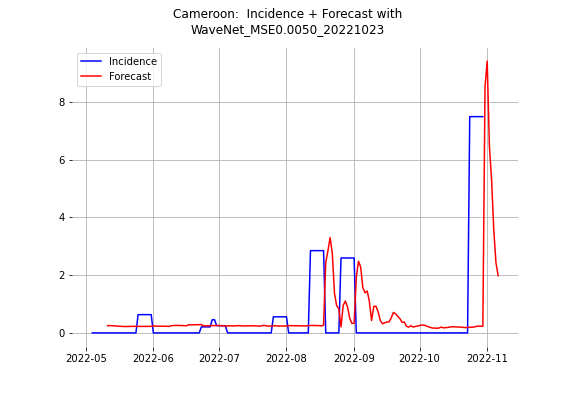 Cameroon:  Incidence + Forecast with
WaveNet_MSE0.0050_20221023
Incidence
Forecast
8
6
4
2
0
2022-05 2022-06 2022-07 2022-08 2022-09 2022-10 2022-11